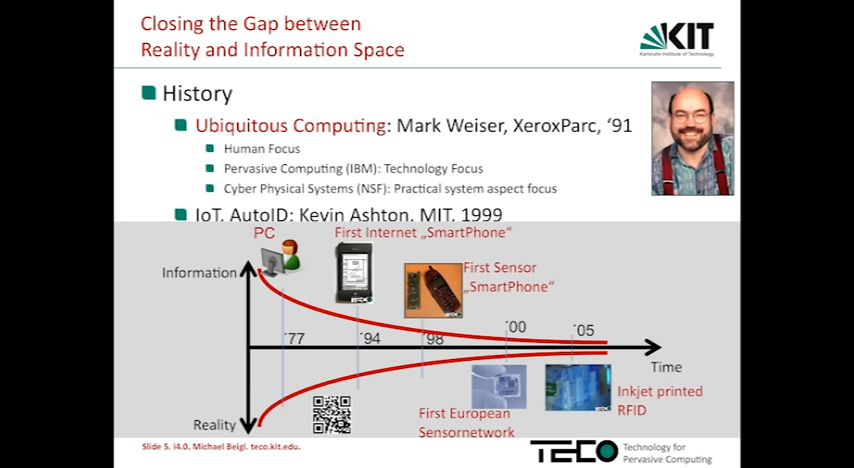 Closing the Gap between
Reality and Information Space
KIT
Karlsruhe Institute of Technology
History
Ubiquitous Computing: Mark Weiser, XeroxParc, ‘91
Human Focus
Pervasive Computing (IBM): Technology Focus
Cyber Physical Systems (NSF): Practical system aspect focus
IoT, AutoID: Kevin Ashton, MIT, 1999
PC
First Internet „SmartPhone“
Information
First Sensor
„SmartPhone“
´77
´94
´98
´00
´05
Time
Reality
First European
Sensornetwork
Inkjet printed
RFID
Slide 5. i4.0. Michael Beigl. teco.kit.edu.
TECO
Technology for
Pervasive Computing